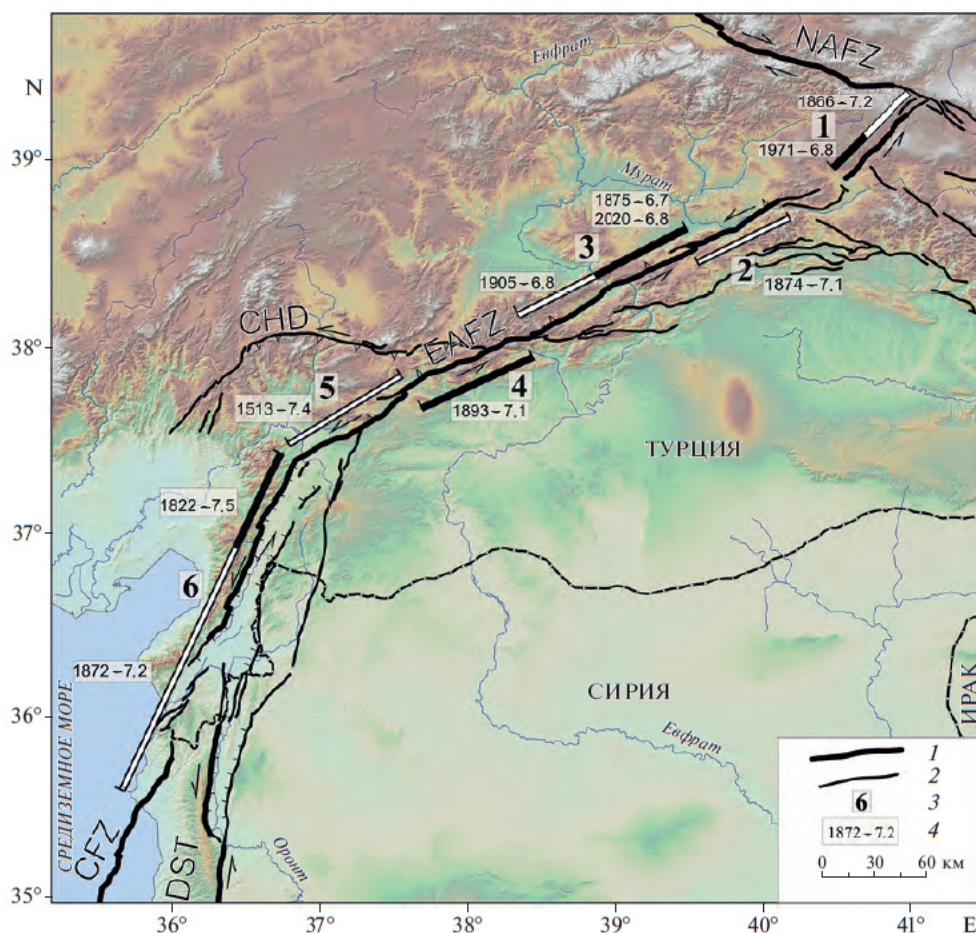 NAFZ
Евфрат
N
1866–7.2
1
39°
1971–6.8
Мурат
1875–6.7
2020–6.8
3
2
1905–6.8
1874–7.1
CHD
EAFZ
38°
5
4
1513–7.4
1893–7.1
ТУРЦИЯ
1822–7.5
37°
6
1872–7.2
СРЕДИЗЕМНОЕ МОРЕ
СИРИЯ
ИРАК
36°
Евфрат
1
2
6 3
1872–7.2 4
0 30 60 км
CFZ
DST
Оронт
35°
36° 37° 38° 39° 40° 41° E